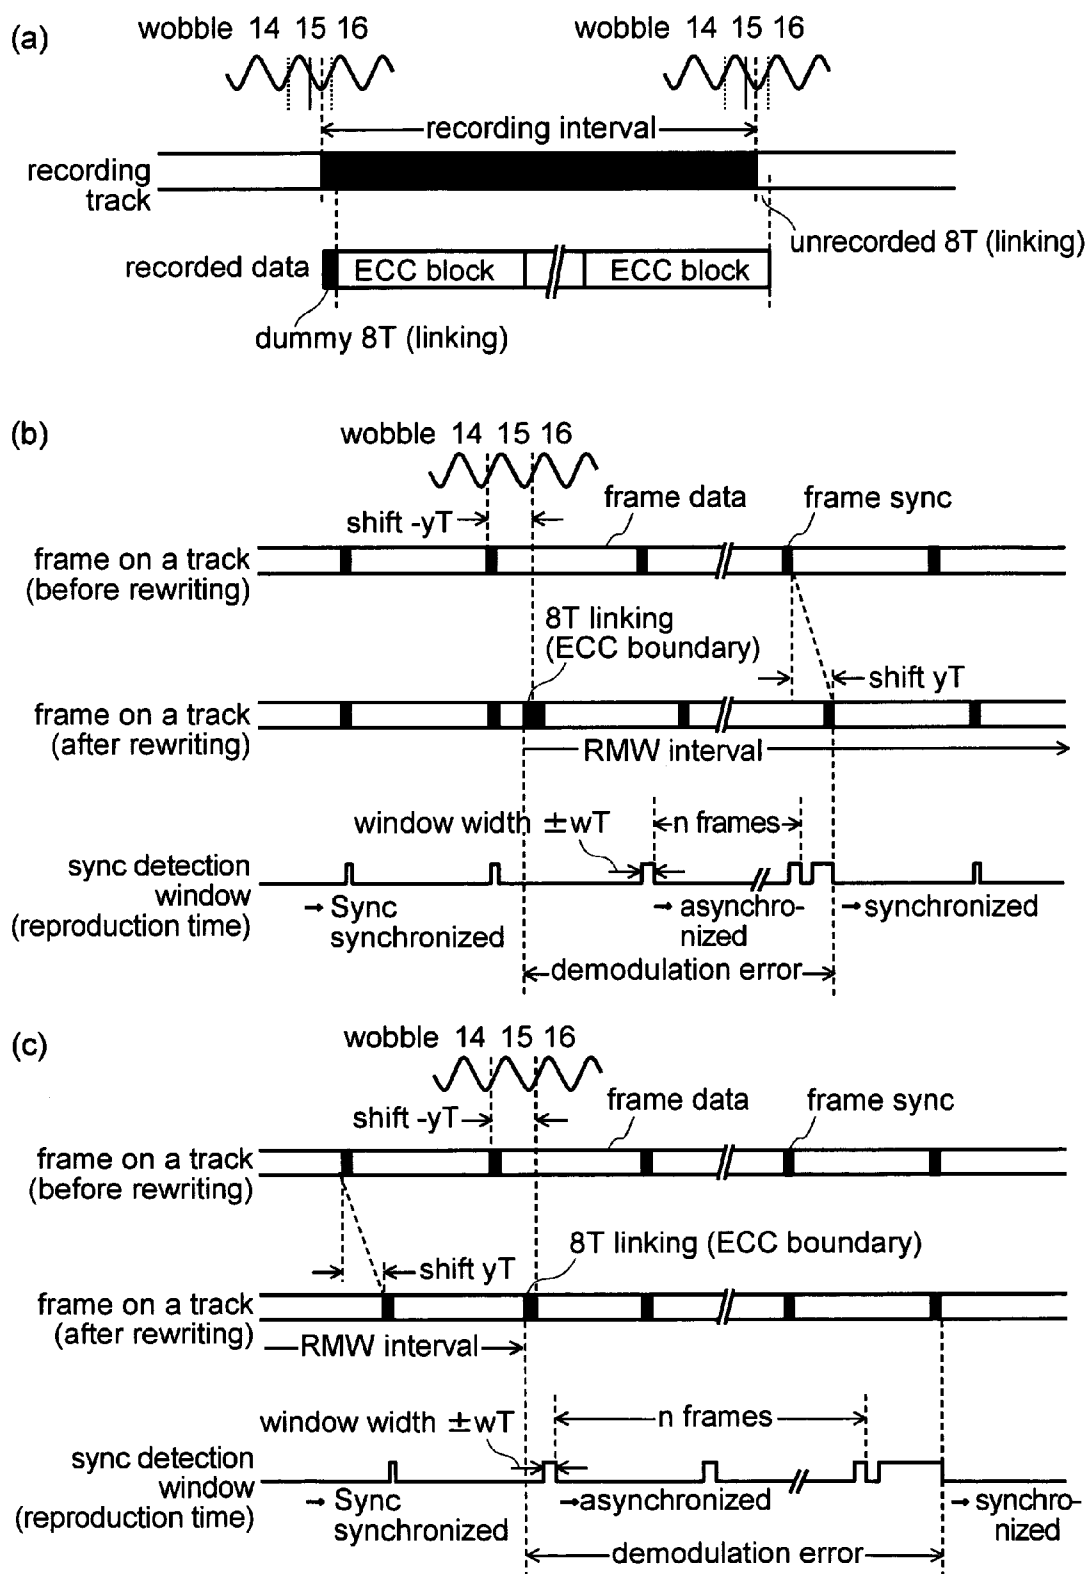 (a)
wobble 14 15 16
wobble 14 15 16
recording interval
recording
track
unrecorded 8T (linking)
recorded data
ECC block
ECC block
dummy 8T (linking)
(b)
wobble 14 15 16
frame data
frame sync
shift -yT
frame on a track
(before rewriting)
8T linking
(ECC boundary)
shift yT
frame on a track
(after rewriting)
RMW interval
window width ±wT
n frames
sync detection
window
(reproduction time)
Sync
synchronized
asynchro-
nized
synchronized
demodulation error
(c)
wobble 14 15 16
frame data
frame sync
shift -yT
frame on a track
(before rewriting)
8T linking (ECC boundary)
shift yT
frame on a track
(after rewriting)
RMW interval
window width ±wT
n frames
sync detection
window
(reproduction time)
Sync
synchronized
asynchronized
synchro-
nized
demodulation error